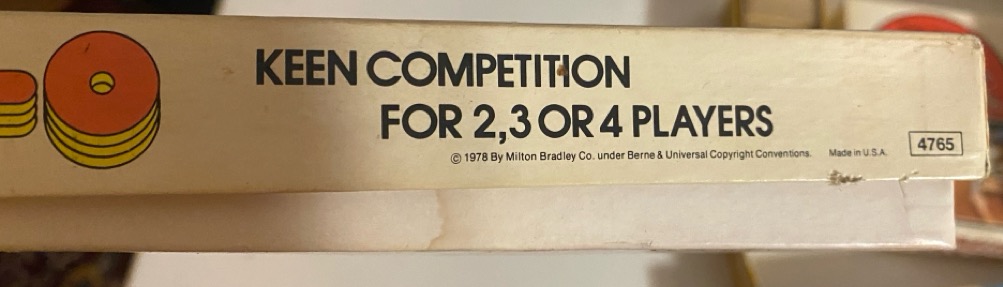 KEEN COMPETITION
FOR 2,3 OR 4 PLAYERS
© 1978 By Milton Bradley Co. under Berne & Universal Copyright Conventions. Made in U.S.A.
4765